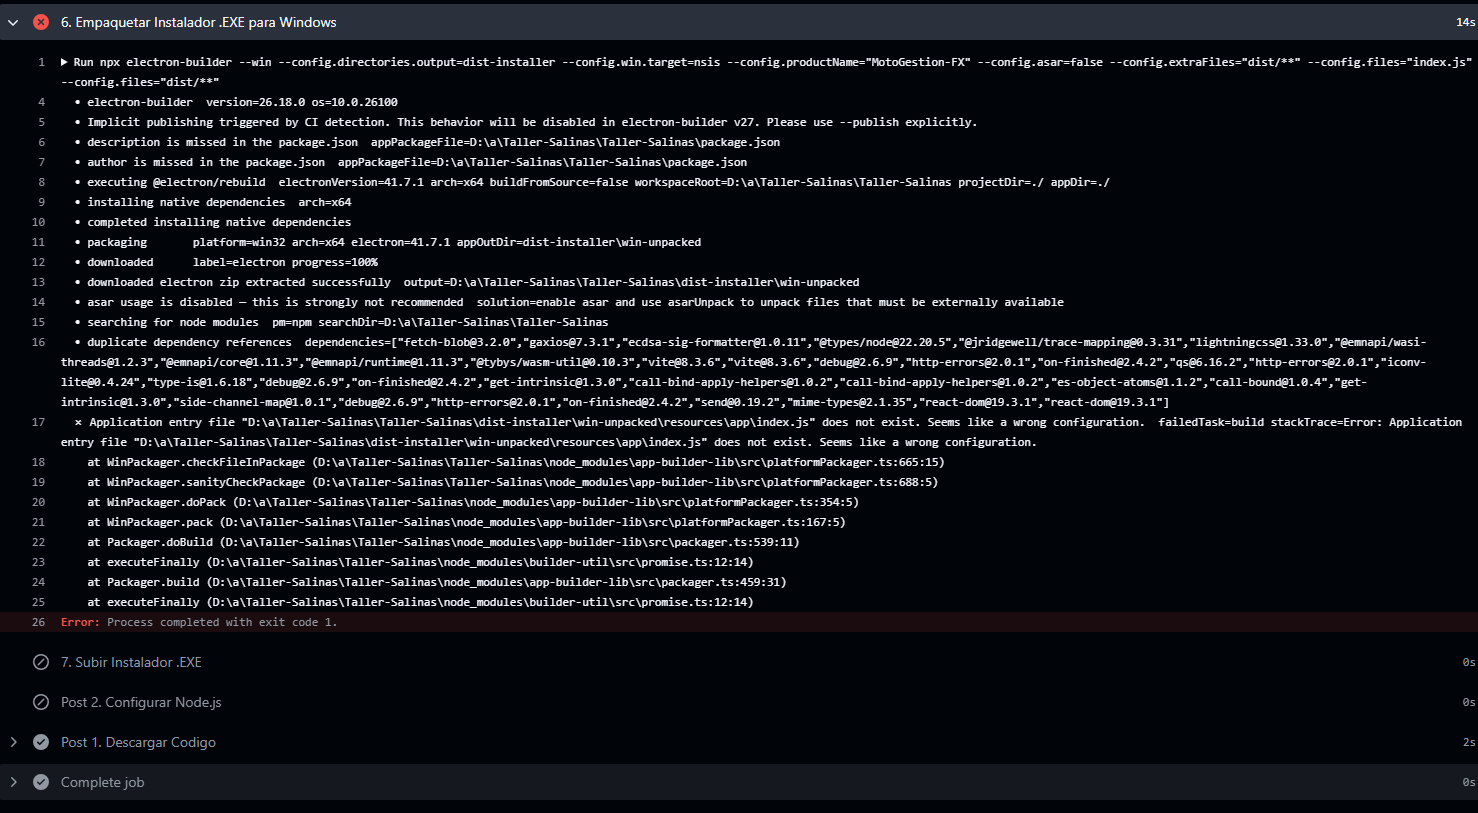 6. Empaquetar Instalador .EXE para Windows 14s
1 ▶ Run npx electron-builder --win --config.directories.output=dist-installer --config.win.target=nsis --config.productName="MotoGestion-FX" --config.asar=false --config.extraFiles="dist/**" --config.files="index.js"
--config.files="dist/**"
4 • electron-builder version=26.18.0 os=10.0.26100
5 • Implicit publishing triggered by CI detection. This behavior will be disabled in electron-builder v27. Please use --publish explicitly.
6 • description is missed in the package.json appPackageFile=D:\a\Taller-Salinas\Taller-Salinas\package.json
7 • author is missed in the package.json appPackageFile=D:\a\Taller-Salinas\Taller-Salinas\package.json
8 • executing @electron/rebuild electronVersion=41.7.1 arch=x64 buildFromSource=false workspaceRoot=D:\a\Taller-Salinas\Taller-Salinas projectDir=./ appDir=./
9 • installing native dependencies arch=x64
10 • completed installing native dependencies
11 • packaging platform=win32 arch=x64 electron=41.7.1 appOutDir=dist-installer\win-unpacked
12 • downloaded label=electron progress=100%
13 • downloaded electron zip extracted successfully output=D:\a\Taller-Salinas\Taller-Salinas\dist-installer\win-unpacked
14 • asar usage is disabled — this is strongly not recommended solution=enable asar and use asarUnpack to unpack files that must be externally available
15 • searching for node modules pm=npm searchDir=D:\a\Taller-Salinas\Taller-Salinas
16 • duplicate dependency references dependencies=["fetch-blob@3.2.0","gaxios@7.3.1","ecdsa-sig-formatter@1.0.11","@types/node@22.20.5","@jridgewell/trace-mapping@0.3.31","lightningcss@1.33.0","@emnapi/wasi-
threads@1.2.3","@emnapi/core@1.11.3","@emnapi/runtime@1.11.3","@tybys/wasm-util@0.10.3","vite@8.3.6","vite@8.3.6","debug@2.6.9","http-errors@2.0.1","on-finished@2.4.2","qs@6.16.2","http-errors@2.0.1","iconv-
lite@0.4.24","type-is@1.6.18","debug@2.6.9","on-finished@2.4.2","get-intrinsic@1.3.0","call-bind-apply-helpers@1.0.2","call-bind-apply-helpers@1.0.2","es-object-atoms@1.1.2","call-bound@1.0.4","get-
intrinsic@1.3.0","side-channel-map@1.0.1","debug@2.6.9","http-errors@2.0.1","on-finished@2.4.2","send@0.19.2","mime-types@2.1.35","react-dom@19.3.1","react-dom@19.3.1"]
17 ⨯ Application entry file "D:\a\Taller-Salinas\Taller-Salinas\dist-installer\win-unpacked\resources\app\index.js" does not exist. Seems like a wrong configuration. failedTask=build stackTrace=Error: Application
entry file "D:\a\Taller-Salinas\Taller-Salinas\dist-installer\win-unpacked\resources\app\index.js" does not exist. Seems like a wrong configuration.
18 at WinPackager.checkFileInPackage (D:\a\Taller-Salinas\Taller-Salinas\node_modules\app-builder-lib\src\platformPackager.ts:665:15)
19 at WinPackager.sanityCheckPackage (D:\a\Taller-Salinas\Taller-Salinas\node_modules\app-builder-lib\src\platformPackager.ts:688:5)
20 at WinPackager.doPack (D:\a\Taller-Salinas\Taller-Salinas\node_modules\app-builder-lib\src\platformPackager.ts:354:5)
21 at WinPackager.pack (D:\a\Taller-Salinas\Taller-Salinas\node_modules\app-builder-lib\src\platformPackager.ts:167:5)
22 at Packager.doBuild (D:\a\Taller-Salinas\Taller-Salinas\node_modules\app-builder-lib\src\packager.ts:539:11)
23 at executeFinally (D:\a\Taller-Salinas\Taller-Salinas\node_modules\builder-util\src\promise.ts:12:14)
24 at Packager.build (D:\a\Taller-Salinas\Taller-Salinas\node_modules\app-builder-lib\src\packager.ts:459:31)
25 at executeFinally (D:\a\Taller-Salinas\Taller-Salinas\node_modules\builder-util\src\promise.ts:12:14)
26 Error: Process completed with exit code 1.
7. Subir Instalador .EXE 0s
Post 2. Configurar Node.js 0s
Post 1. Descargar Codigo 2s
Complete job 0s